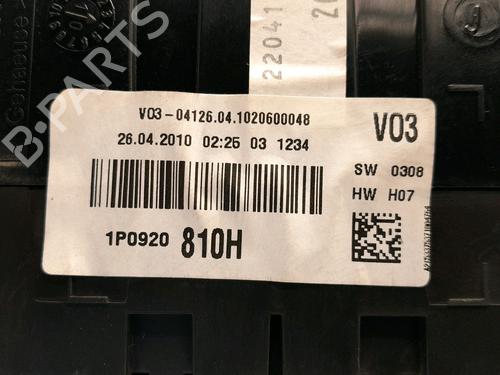 Gehaeuse
22041
V03-04126.04.1020600048
26.04.2010 02:25 03 1234
V03
SW 0308
HW H07
1P0920 810H
B-PARTS